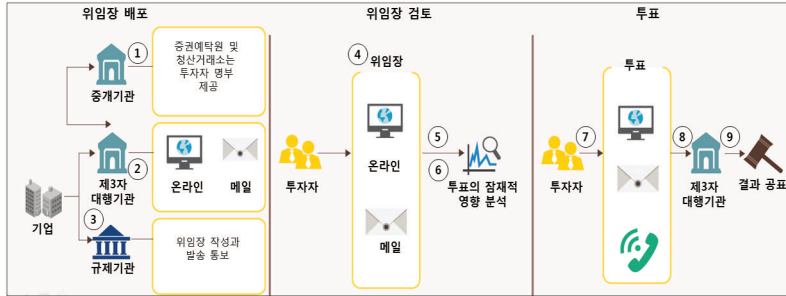 위임장 배포
①
중개기관
증권예탁원 및
청산거래소는
투자자 명부
제공
②
제3자
대행기관
온라인
메일
기업
③
규제기관
위임장 작성과
발송 통보
위임장 검토
투자자
④
위임장
온라인
메일
⑤
⑥
투표의 잠재적
영향 분석
투표
투자자
⑦
투표
⑧
제3자
대행기관
⑨
결과 공표